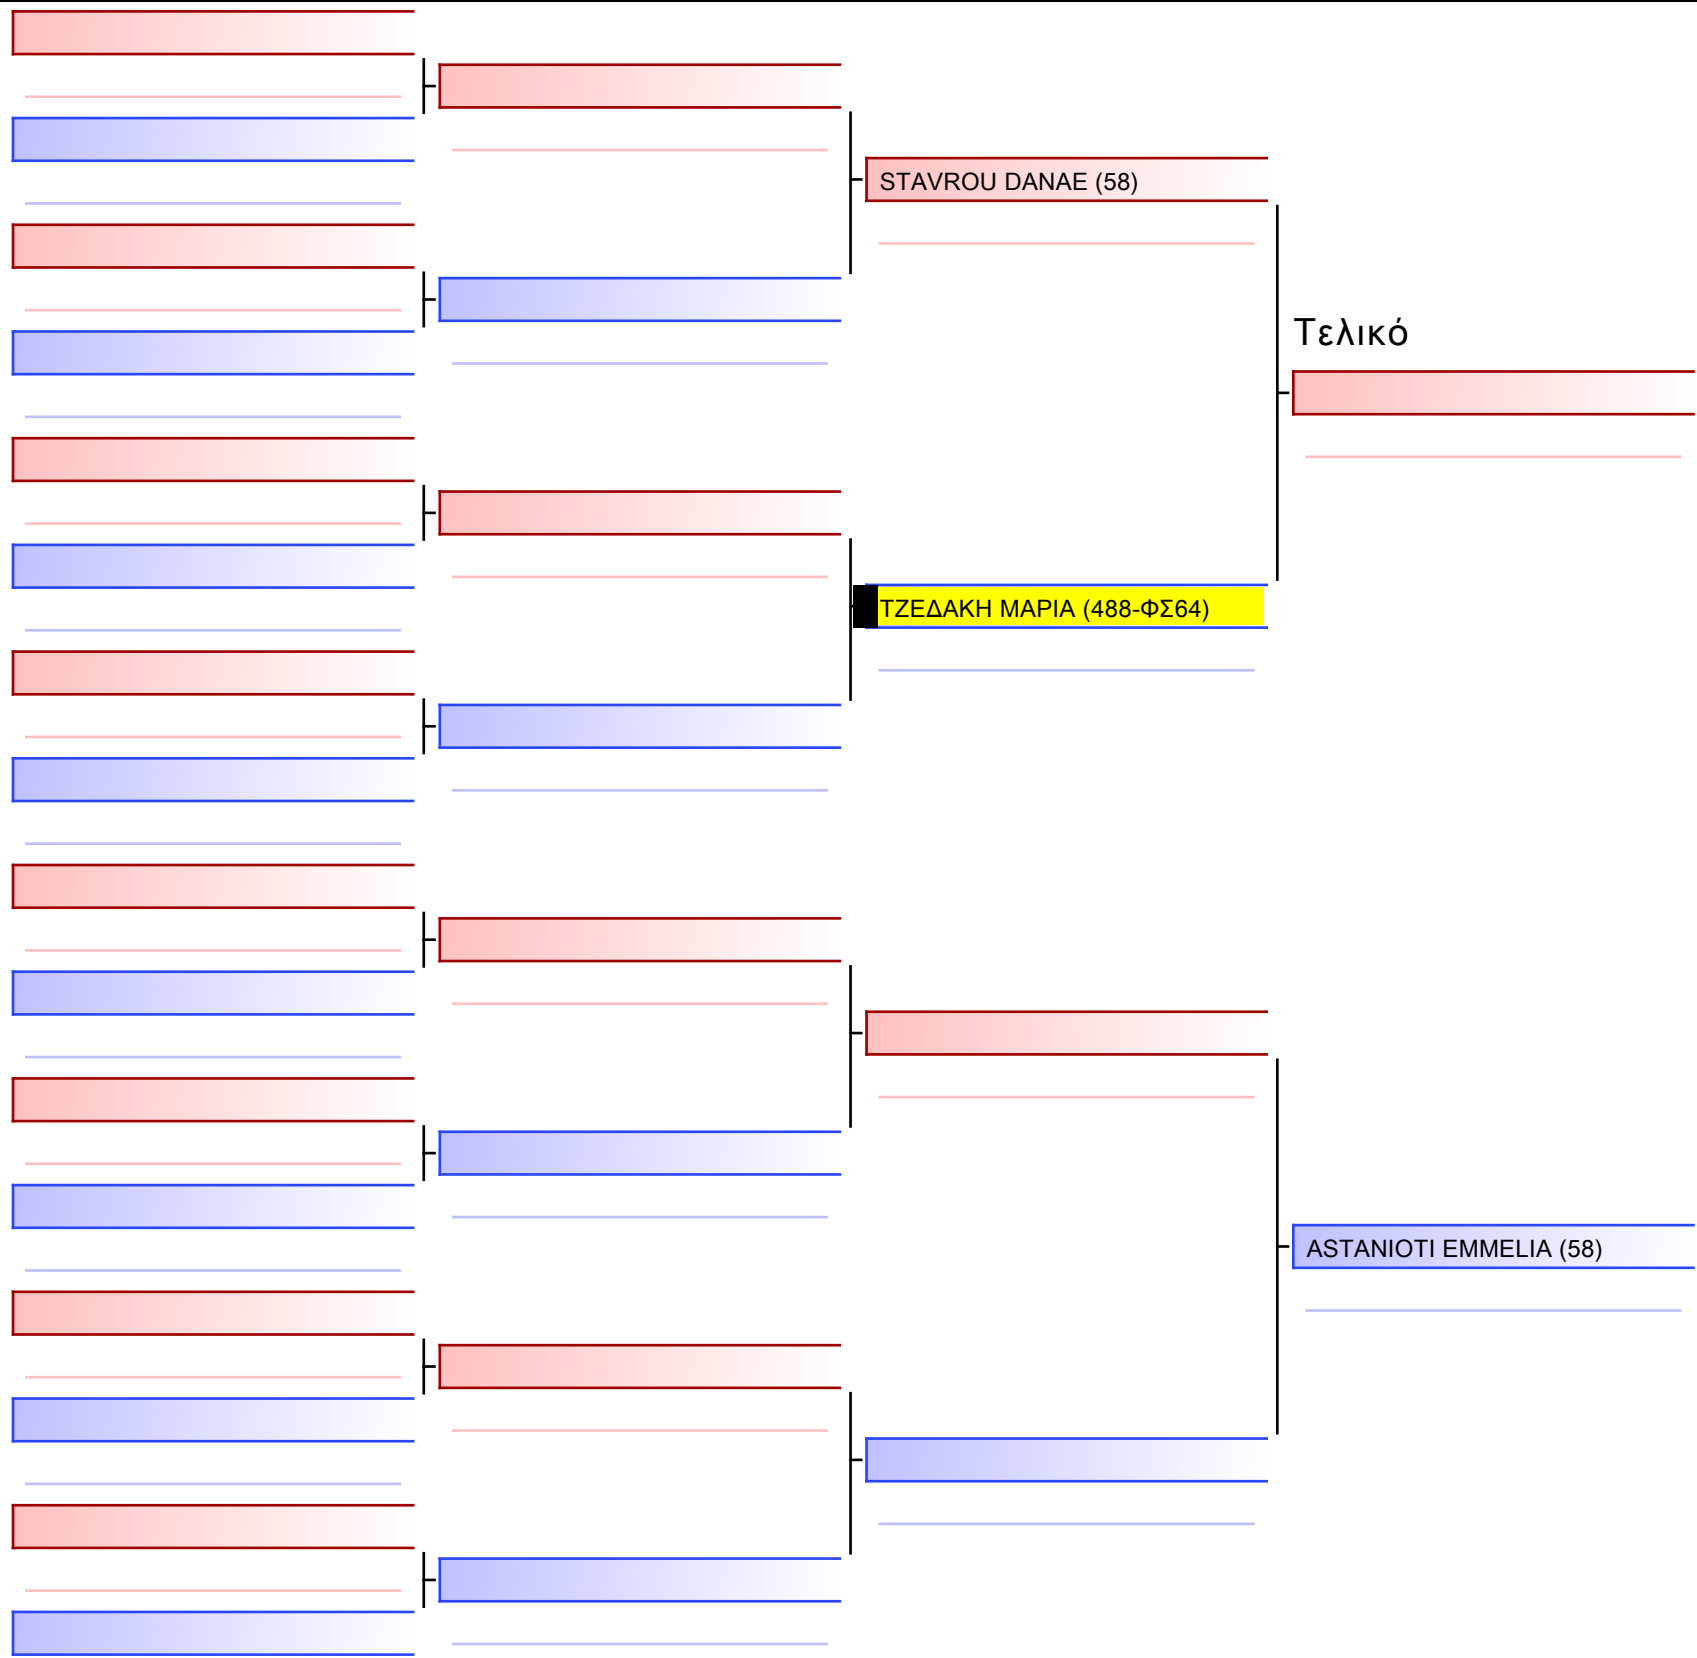 STAVROU DANAE (58)
Τελικό
ΤΖΕΔΑΚΗ ΜΑΡΙΑ (488-ΦΣ64)
ASTANIOTI EMMELIA (58)